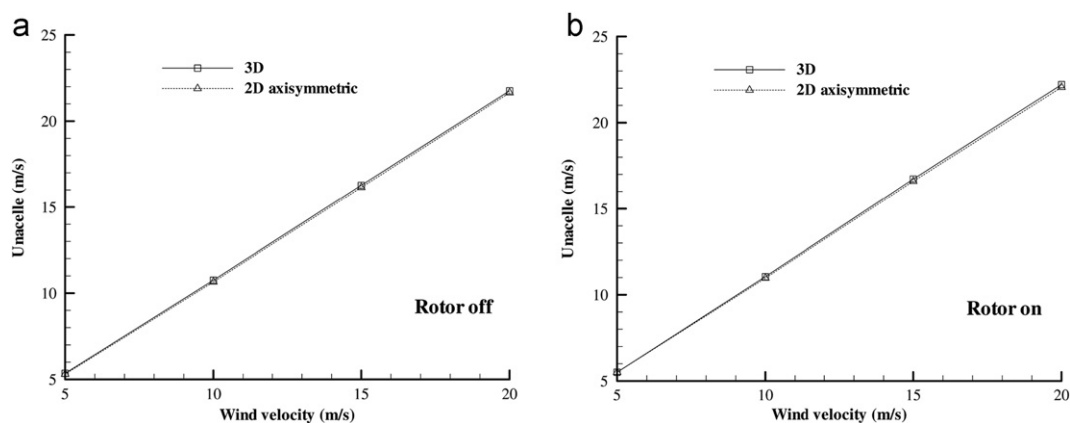 a
25
20
15
10
5
Unacelle (m/s)
3D
2D axisymmetric
Rotor off
5
10
15
20
Wind velocity (m/s)
b
25
20
15
10
5
Unacelle (m/s)
3D
2D axisymmetric
Rotor on
5
10
15
20
Wind velocity (m/s)